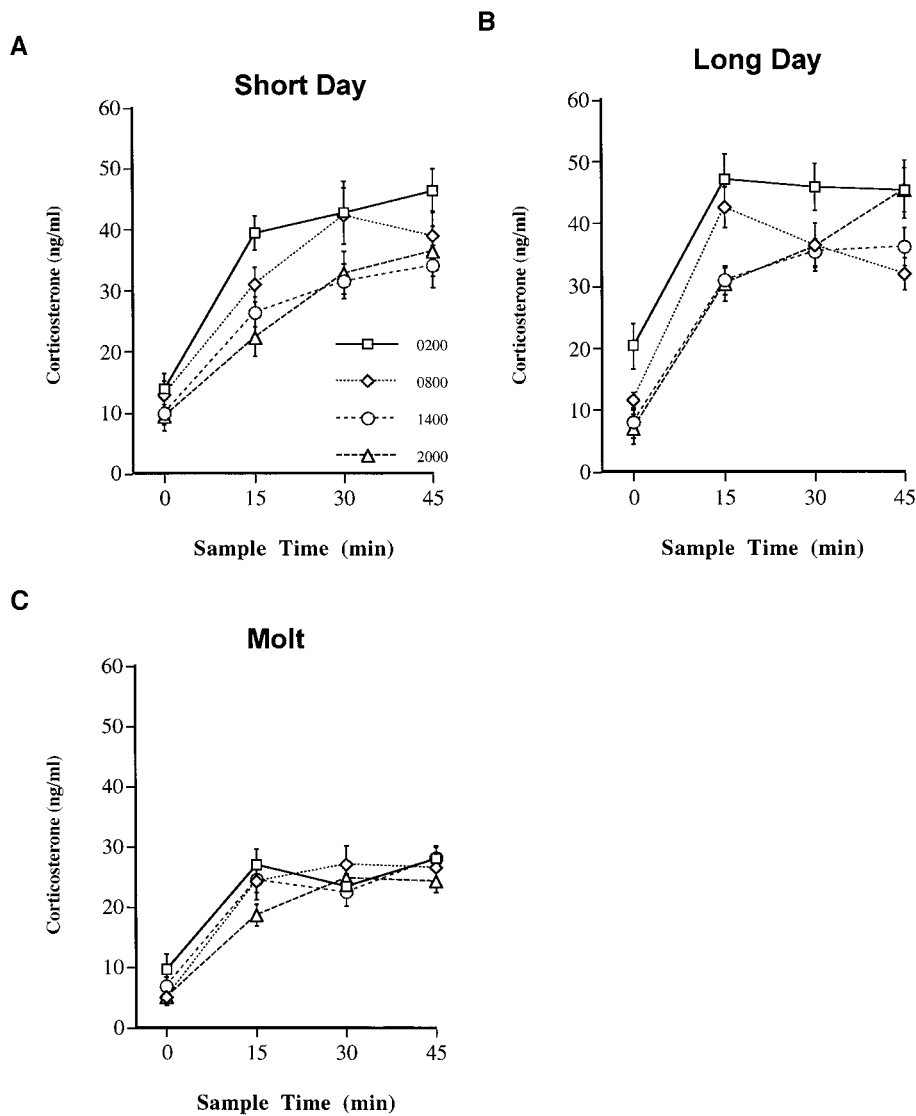 A
Short Day
60
50
40
30
20
10
0
Corticosterone (ng/ml)
0 15 30 45
Sample Time (min)
0200
0800
1400
2000
B
Long Day
60
50
40
30
20
10
0
Corticosterone (ng/ml)
0 15 30 45
Sample Time (min)
C
Molt
60
50
40
30
20
10
0
Corticosterone (ng/ml)
0 15 30 45
Sample Time (min)